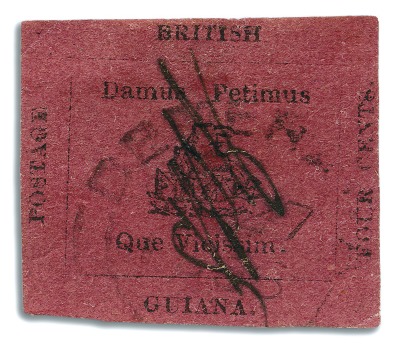 BRITISH
Damus Petimus
Que Vicissim.
GUIANA.
POSTAGE
FOUR CENTS.